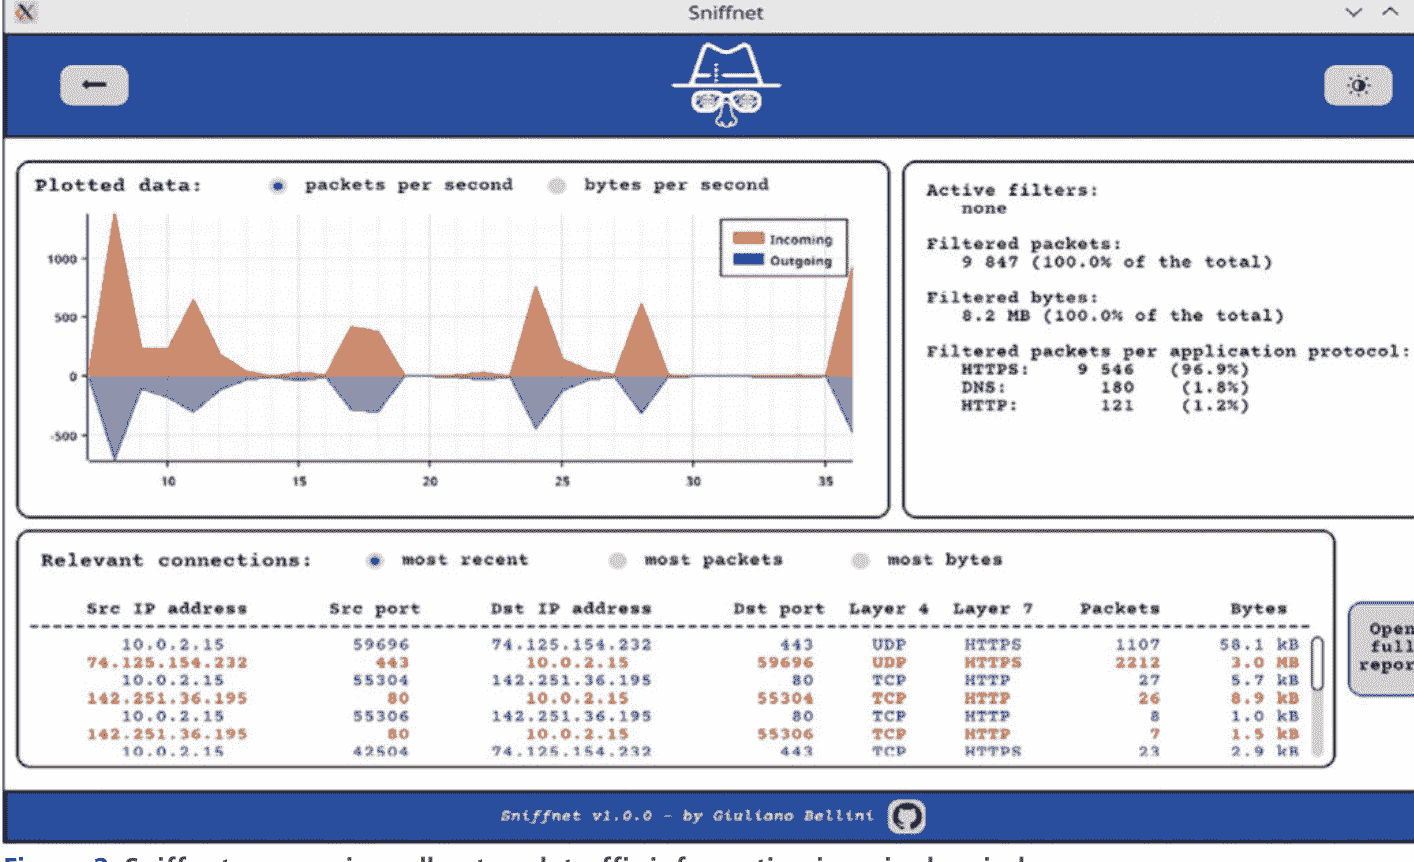 Sniffnet
Plotted data: packets per second bytes per second
Incoming
Outgoing
1000
500
0
-500
10 15 20 25 30 35
Active filters:
none
Filtered packets:
9 847 (100.0% of the total)
Filtered bytes:
8.2 MB (100.0% of the total)
Filtered packets per application protocol:
HTTPS: 9 546 (96.9%)
DNS: 180 (1.8%)
HTTP: 121 (1.2%)
Relevant connections: most recent most packets most bytes
Src IP address Src port Dst IP address Dst port Layer 4 Layer 7 Packets Bytes
10.0.2.15 59696 74.125.154.232 443 UDP HTTPS 1107 58.1 kB
74.125.154.232 443 10.0.2.15 59696 UDP HTTPS 2212 3.0 MB
10.0.2.15 55304 142.251.36.195 80 TCP HTTP 27 5.7 kB
142.251.36.195 80 10.0.2.15 55304 TCP HTTP 26 8.9 kB
10.0.2.15 55306 142.251.36.195 80 TCP HTTP 8 1.0 kB
142.251.36.195 80 10.0.2.15 55306 TCP HTTP 7 1.5 kB
10.0.2.15 42504 74.125.154.232 443 TCP HTTPS 23 2.9 kB
Open
full
repor
Sniffnet v1.0.0 - by Giuliano Bellini